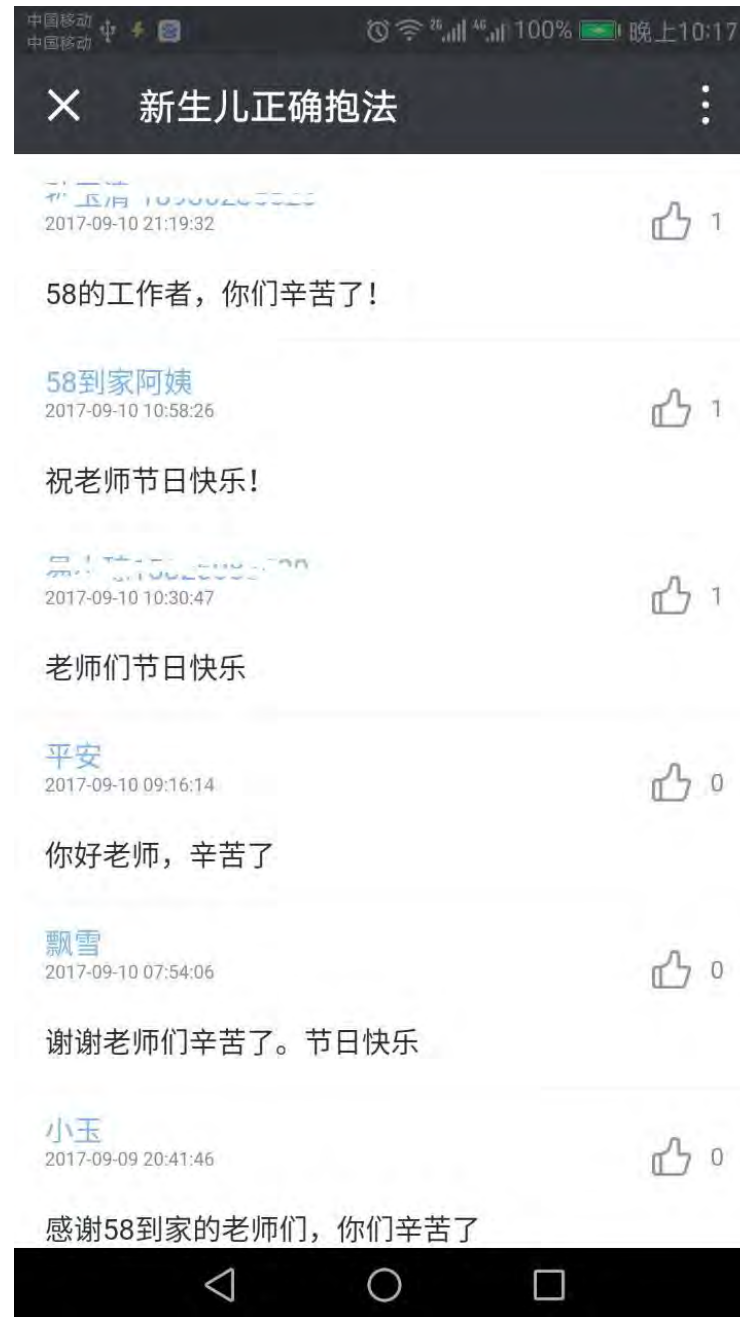 中国移动
中国移动
26 46 100% 晚上10:17
新生儿正确抱法
2017-09-10 21:19:32
1
58的工作者，你们辛苦了！
58到家阿姨
2017-09-10 10:58:26
1
祝老师节日快乐！
2017-09-10 10:30:47
1
老师们节日快乐
平安
2017-09-10 09:16:14
0
你好老师，辛苦了
飘雪
2017-09-10 07:54:06
0
谢谢老师们辛苦了。节日快乐
小玉
2017-09-09 20:41:46
0
感谢58到家的老师们，你们辛苦了